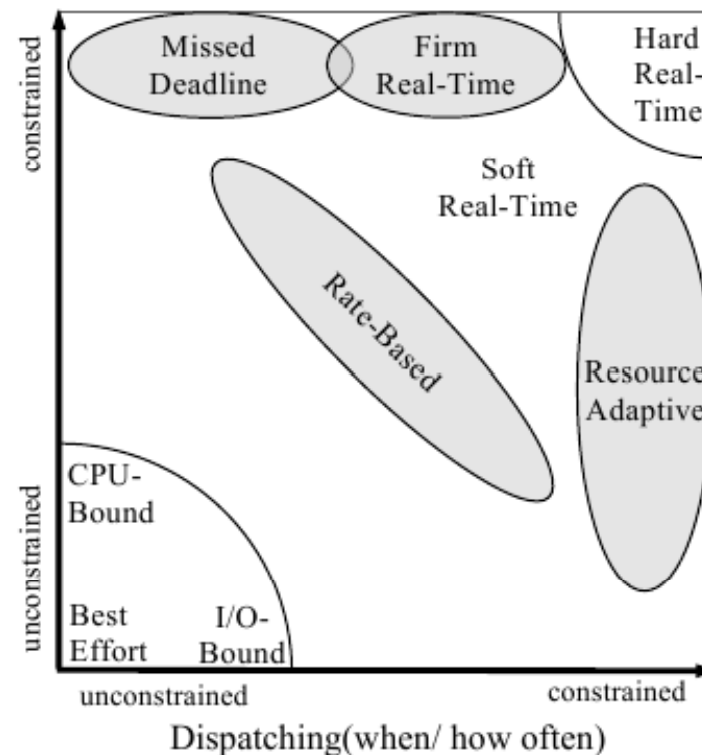 constrained
Missed
Deadline
Firm
Real-Time
Hard
Real-
Time
Soft
Real-Time
Rate-Based
Resource
Adaptive
unconstrained
CPU-
Bound
Best
Effort
I/O-
Bound
unconstrained
constrained
Dispatching(when/ how often)